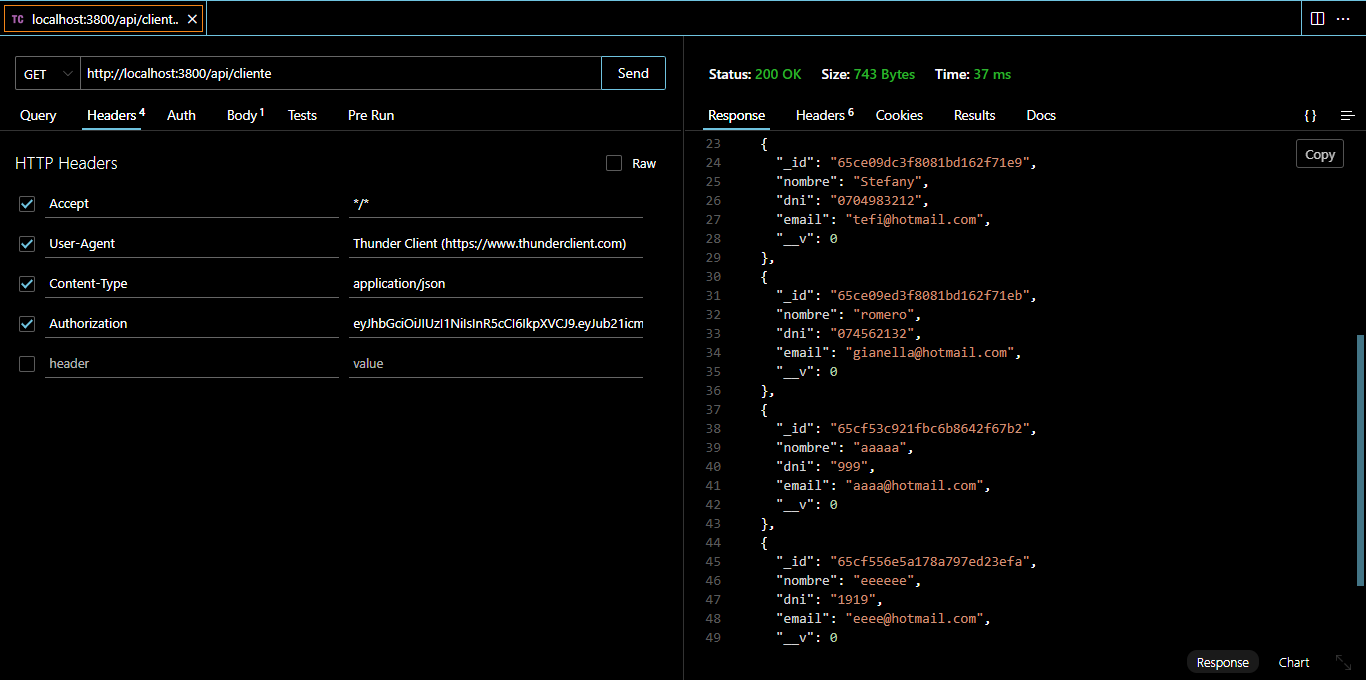 TC localhost:3800/api/client..
GET http://localhost:3800/api/cliente Send
Query Headers 4 Auth Body 1 Tests Pre Run
HTTP Headers Raw
Accept */*
User-Agent Thunder Client (https://www.thunderclient.com)
Content-Type application/json
Authorization eyJhbGciOiJIUzI1NiIsInR5cCI6IkpXVCJ9.eyJub21icm
header value
Status: 200 OK Size: 743 Bytes Time: 37 ms
Response Headers 6 Cookies Results Docs {}
Copy
23 {
24 "_id": "65ce09dc3f8081bd162f71e9",
25 "nombre": "Stefany",
26 "dni": "0704983212",
27 "email": "tefi@hotmail.com",
28 "__v": 0
29 },
30 {
31 "_id": "65ce09ed3f8081bd162f71eb",
32 "nombre": "romero",
33 "dni": "074562132",
34 "email": "gianella@hotmail.com",
35 "__v": 0
36 },
37 {
38 "_id": "65cf53c921fbc6b8642f67b2",
39 "nombre": "aaaaa",
40 "dni": "999",
41 "email": "aaaa@hotmail.com",
42 "__v": 0
43 },
44 {
45 "_id": "65cf556e5a178a797ed23efa",
46 "nombre": "eeeeee",
47 "dni": "1919",
48 "email": "eeee@hotmail.com",
49 "__v": 0
Response Chart